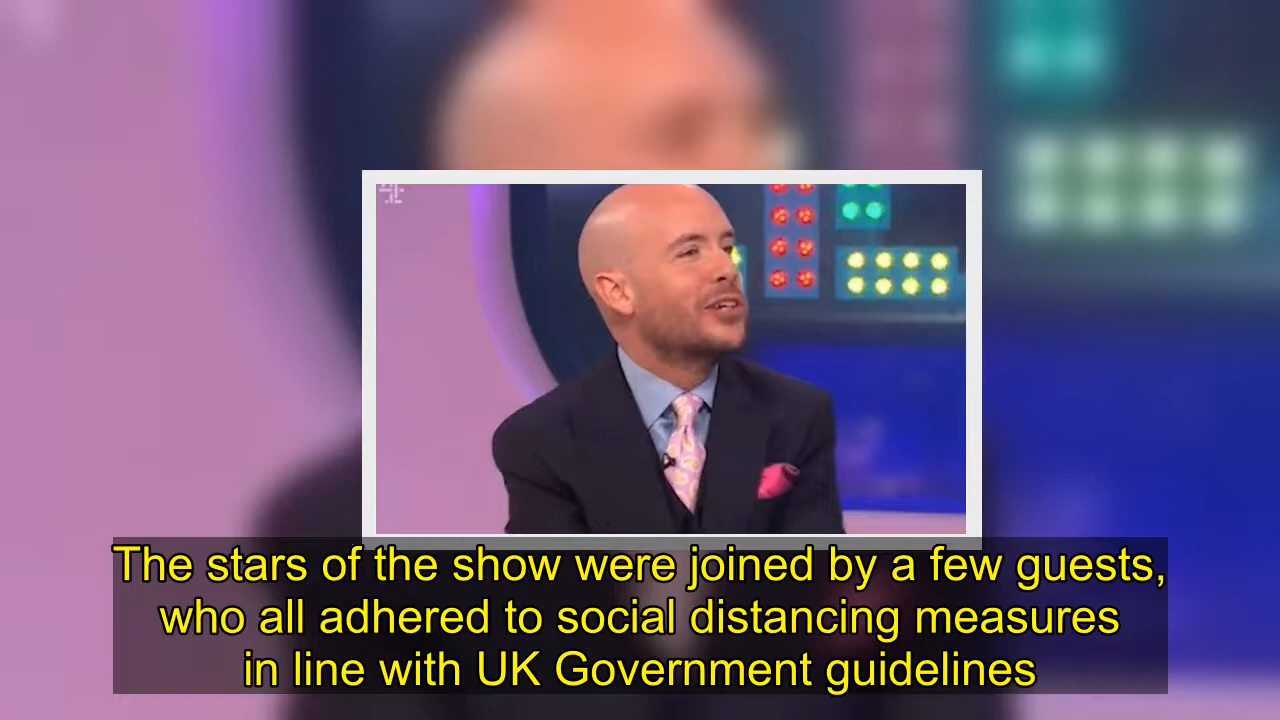 The stars of the show were joined by a few guests,
who all adhered to social distancing measures
in line with UK Government guidelines